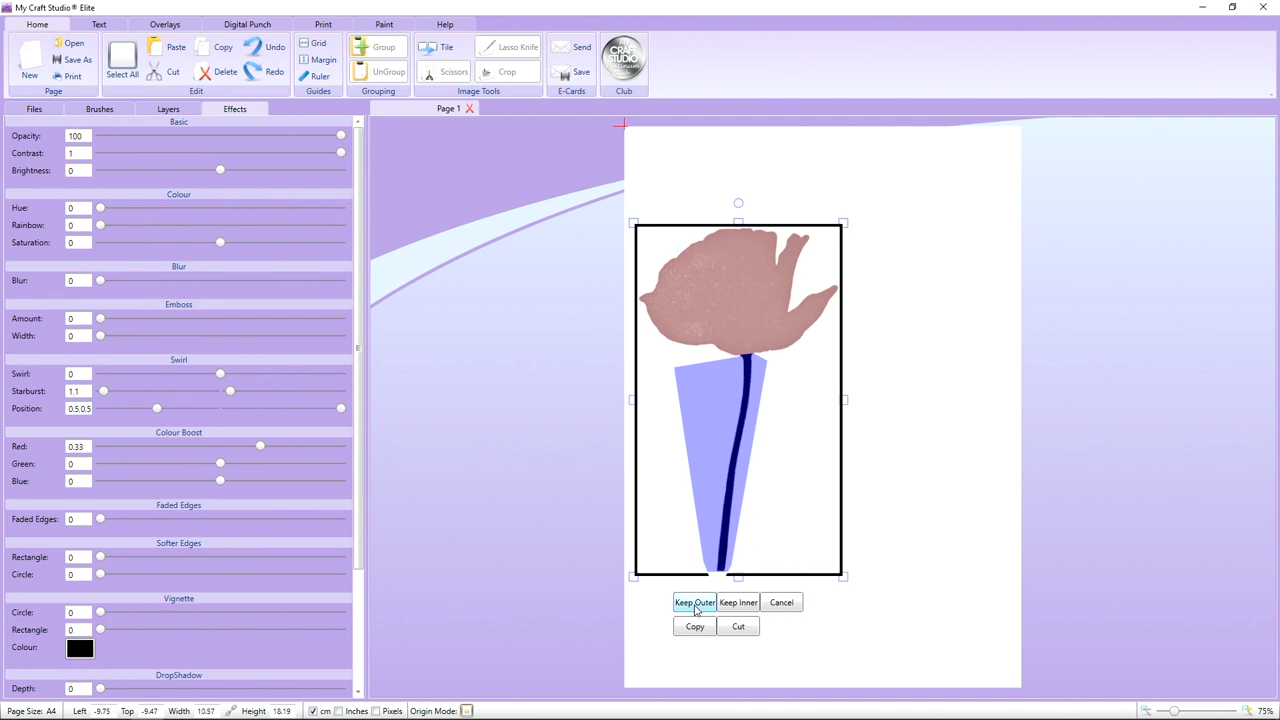 My Craft Studio® Elite
Home Text Overlays Digital Punch Print Paint Help
New Open Save As Print Page
Select All Paste Copy Undo Cut Delete Redo Edit
Grid Margin Ruler Guides
Group UnGroup Grouping
Tile Lasso Knife Scissors Crop Image Tools
Send Save E-Cards
CRAFT STUDIO Club
Files Brushes Layers Effects Page 1
Basic
Opacity: 100
Contrast: 1
Brightness: 0
Colour
Hue: 0
Rainbow: 0
Saturation: 0
Blur
Blur: 0
Emboss
Amount: 0
Width: 0
Swirl
Swirl: 0
Starburst: 1,1
Position: 0.5,0.5
Colour Boost
Red: 0.33
Green: 0
Blue: 0
Faded Edges
Faded Edges: 0
Softer Edges
Rectangle: 0
Circle: 0
Vignette
Circle: 0
Rectangle 0
Colour:
DropShadow
Depth: 0
Keep Outer Keep Inner Cancel
Copy Cut
Page Size: A4 Left -9.75 Top -9.47 Width 10.57 Height 18.19 cm Inches Pixels Origin Mode: 75%